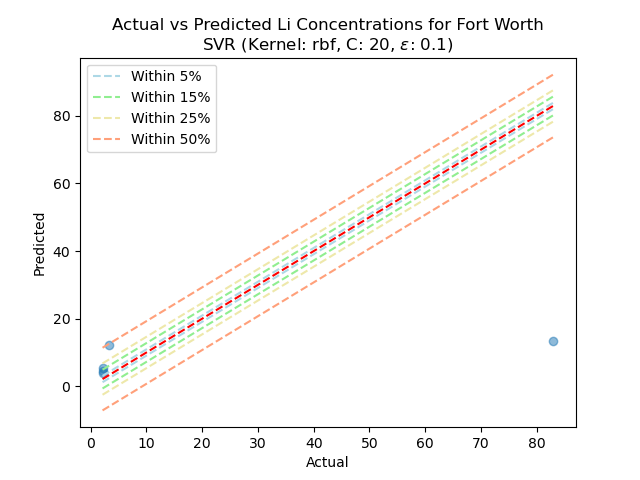 Actual vs Predicted Li Concentrations for Fort Worth
SVR (Kernel: rbf, C: 20, ε: 0.1)
Within 5%
Within 15%
Within 25%
Within 50%
Predicted
80
60
40
20
0
0 10 20 30 40 50 60 70 80
Actual